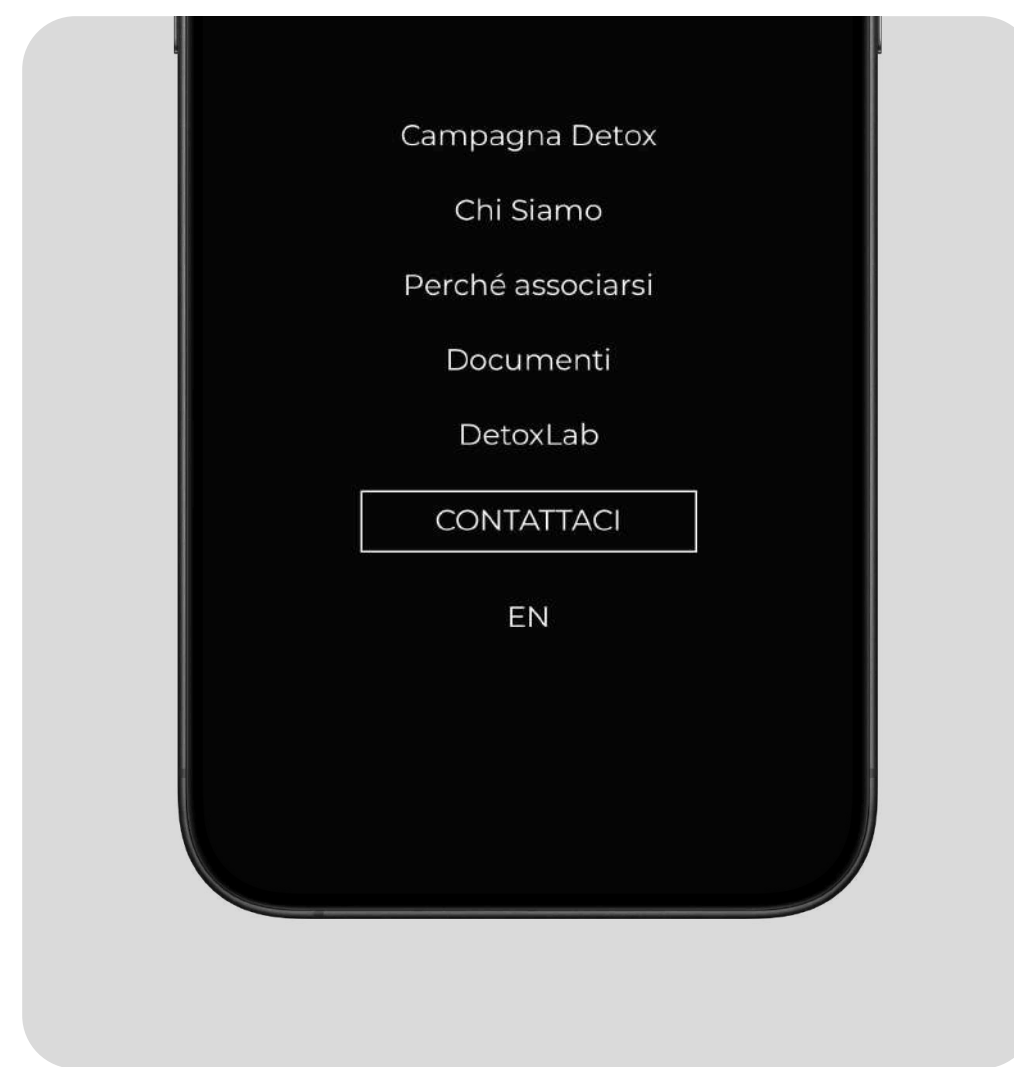 Campagna Detox
Chi Siamo
Perché associarsi
Documenti
DetoxLab
CONTATTACI
EN